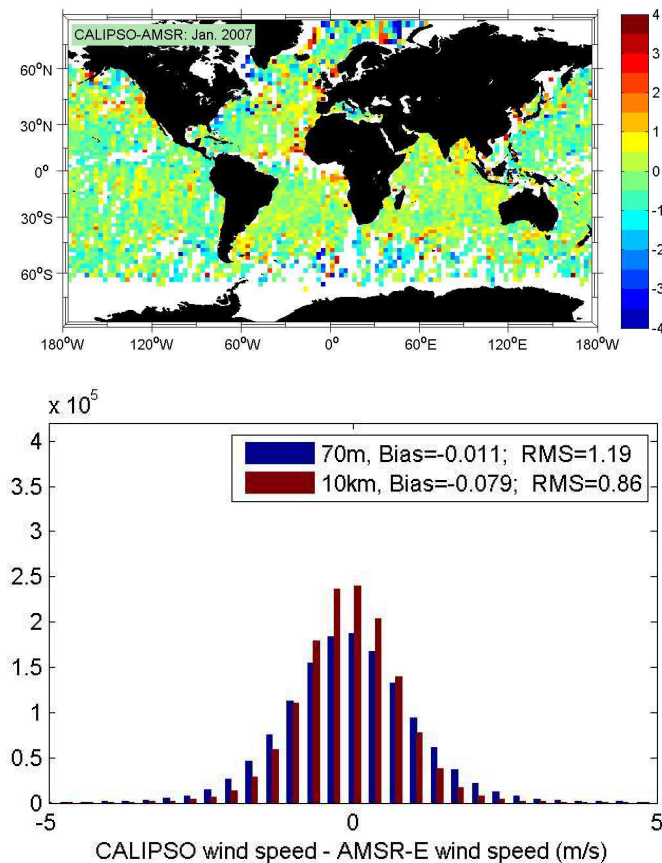 CALIPSO-AMSR: Jan. 2007
60°N
30°N
0°
30°S
60°S
180°W
120°W
60°W
0°
60°E
120°E
180°W
4
3
2
1
0
-1
-2
-3
-4
x 10⁵
4
3.5
3
2.5
2
1.5
1
0.5
0
70m, Bias=-0.011; RMS=1.19
10km, Bias=-0.079; RMS=0.86
-5
0
5
CALIPSO wind speed - AMSR-E wind speed (m/s)